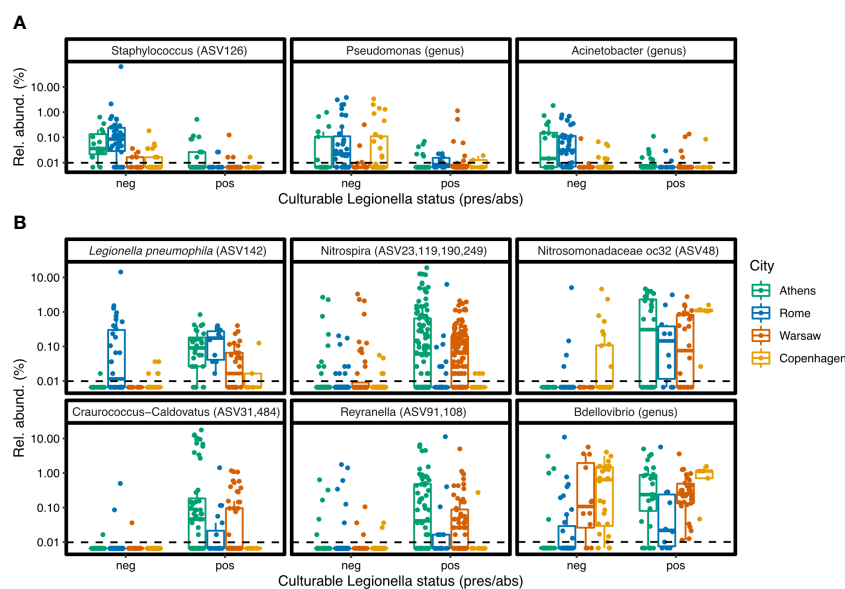 A
Staphylococcus (ASV126) Pseudomonas (genus) Acinetobacter (genus)
Rel. abund. (%)
10.00
1.00
0.10
0.01
neg pos neg pos neg pos
Culturable Legionella status (pres/abs)
B
Legionella pneumophila (ASV142) Nitrospira (ASV23,119,190,249) Nitrosomonadaceae oc32 (ASV48)
Rel. abund. (%)
10.00
1.00
0.10
0.01
Craurococcus−Caldovatus (ASV31,484) Reyranella (ASV91,108) Bdellovibrio (genus)
10.00
1.00
0.10
0.01
neg pos neg pos neg pos
Culturable Legionella status (pres/abs)
City
Athens
Rome
Warsaw
Copenhagen